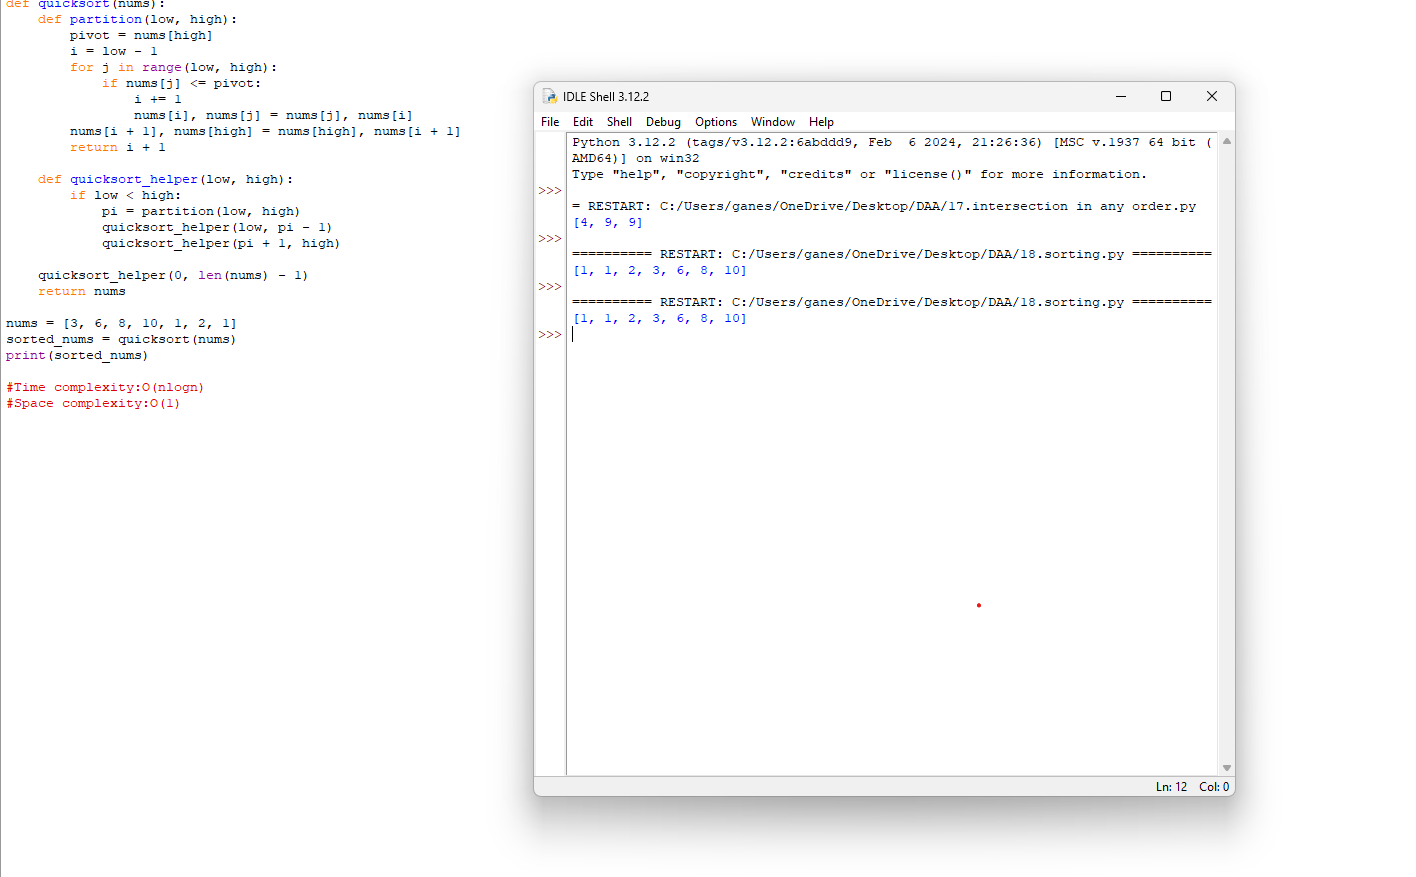 def quicksort(nums):
    def partition(low, high):
        pivot = nums[high]
        i = low - 1
        for j in range(low, high):
            if nums[j] <= pivot:
                i += 1
                nums[i], nums[j] = nums[j], nums[i]
        nums[i + 1], nums[high] = nums[high], nums[i + 1]
        return i + 1

    def quicksort_helper(low, high):
        if low < high:
            pi = partition(low, high)
            quicksort_helper(low, pi - 1)
            quicksort_helper(pi + 1, high)

    quicksort_helper(0, len(nums) - 1)
    return nums

nums = [3, 6, 8, 10, 1, 2, 1]
sorted_nums = quicksort(nums)
print(sorted_nums)

#Time complexity:O(nlogn)
#Space complexity:O(1)
IDLE Shell 3.12.2
File Edit Shell Debug Options Window Help
Python 3.12.2 (tags/v3.12.2:6abddd9, Feb  6 2024, 21:26:36) [MSC v.1937 64 bit (
AMD64)] on win32
Type "help", "copyright", "credits" or "license()" for more information.
>>>
= RESTART: C:/Users/ganes/OneDrive/Desktop/DAA/17.intersection in any order.py
[4, 9, 9]
>>>
========== RESTART: C:/Users/ganes/OneDrive/Desktop/DAA/18.sorting.py ==========
[1, 1, 2, 3, 6, 8, 10]
>>>
========== RESTART: C:/Users/ganes/OneDrive/Desktop/DAA/18.sorting.py ==========
[1, 1, 2, 3, 6, 8, 10]
>>>
Ln: 12 Col: 0